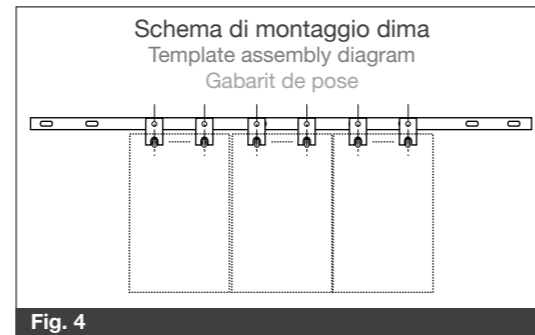 Schema di montaggio dima
Template assembly diagram
Gabarit de pose
Fig. 4